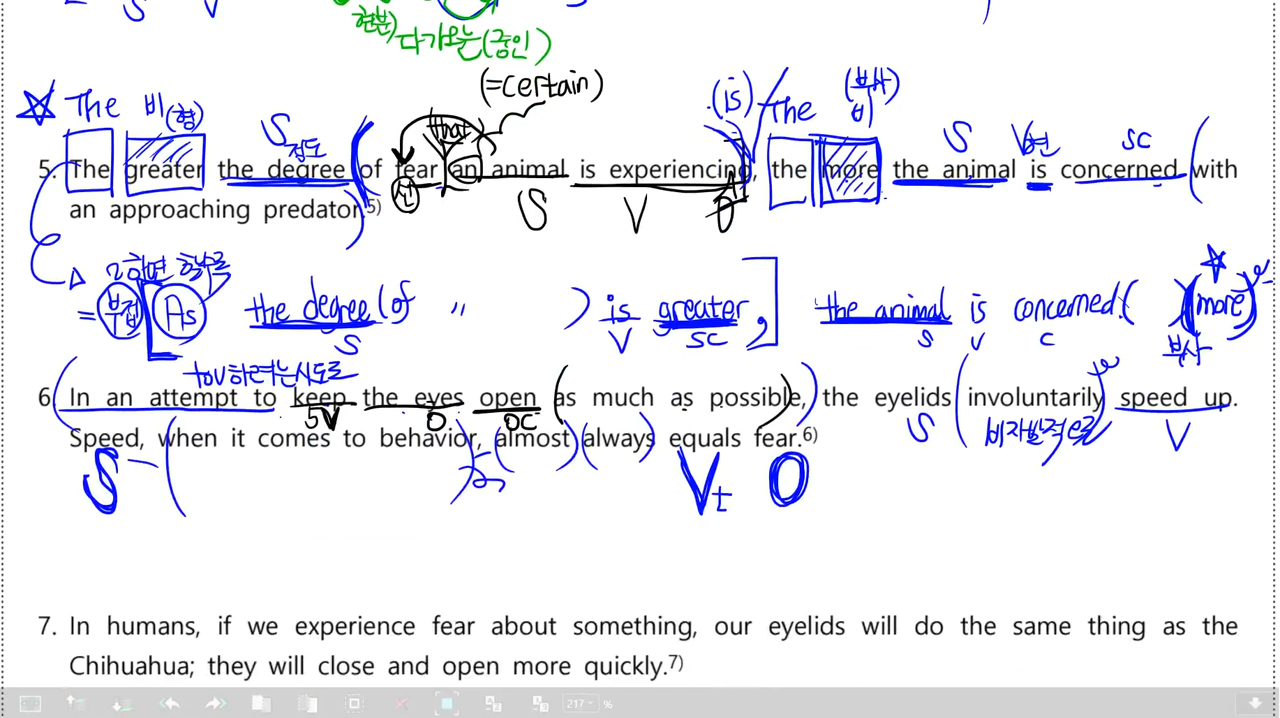 S V
현분) 다가오는(중인)
(=certain)
The 비(형) S 정도 that (is) The (부사) 비 S V현 SC
5. The greater the degree of fear an animal is experiencing, the more the animal is concerned with
an approaching predator.5)
S V O
~하면 할수록
= 부접 As the degree (of " ) is greater, the animal is concerned. ( ) (more)
S V SC S V C 부사
to V 하려는 시도로
6. In an attempt to keep the eyes open as much as possible, the eyelids involuntarily speed up.
5V O OC S 비자발적으로 V
Speed, when it comes to behavior, almost always equals fear.6)
S Vt O
7. In humans, if we experience fear about something, our eyelids will do the same thing as the
Chihuahua; they will close and open more quickly.7)
217 %